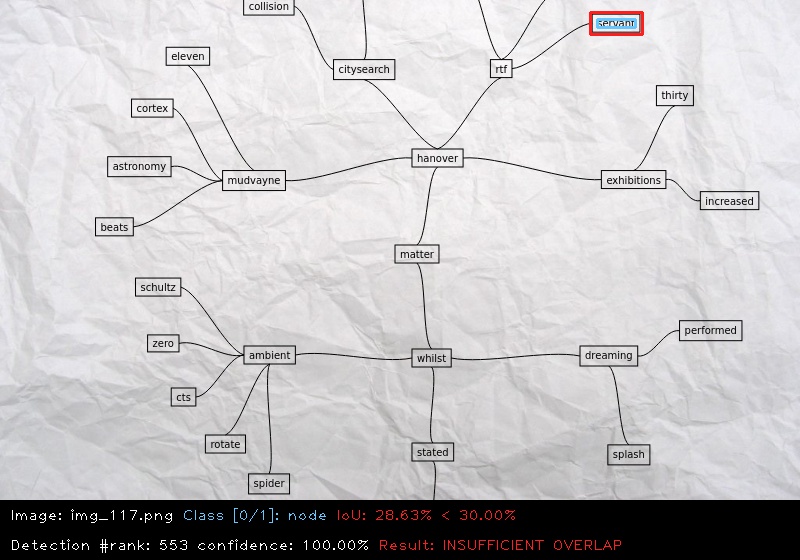 collision
servant
eleven
citysearch
rtf
thirty
cortex
hanover
astronomy
mudvayne
exhibitions
increased
beats
matter
schultz
performed
zero
ambient
whilst
dreaming
cts
rotate
stated
splash
spider
Image: img_117.png Class [0/1]: node IoU: 28.63% < 30.00%
Detection #rank: 553 confidence: 100.00% Result: INSUFFICIENT OVERLAP